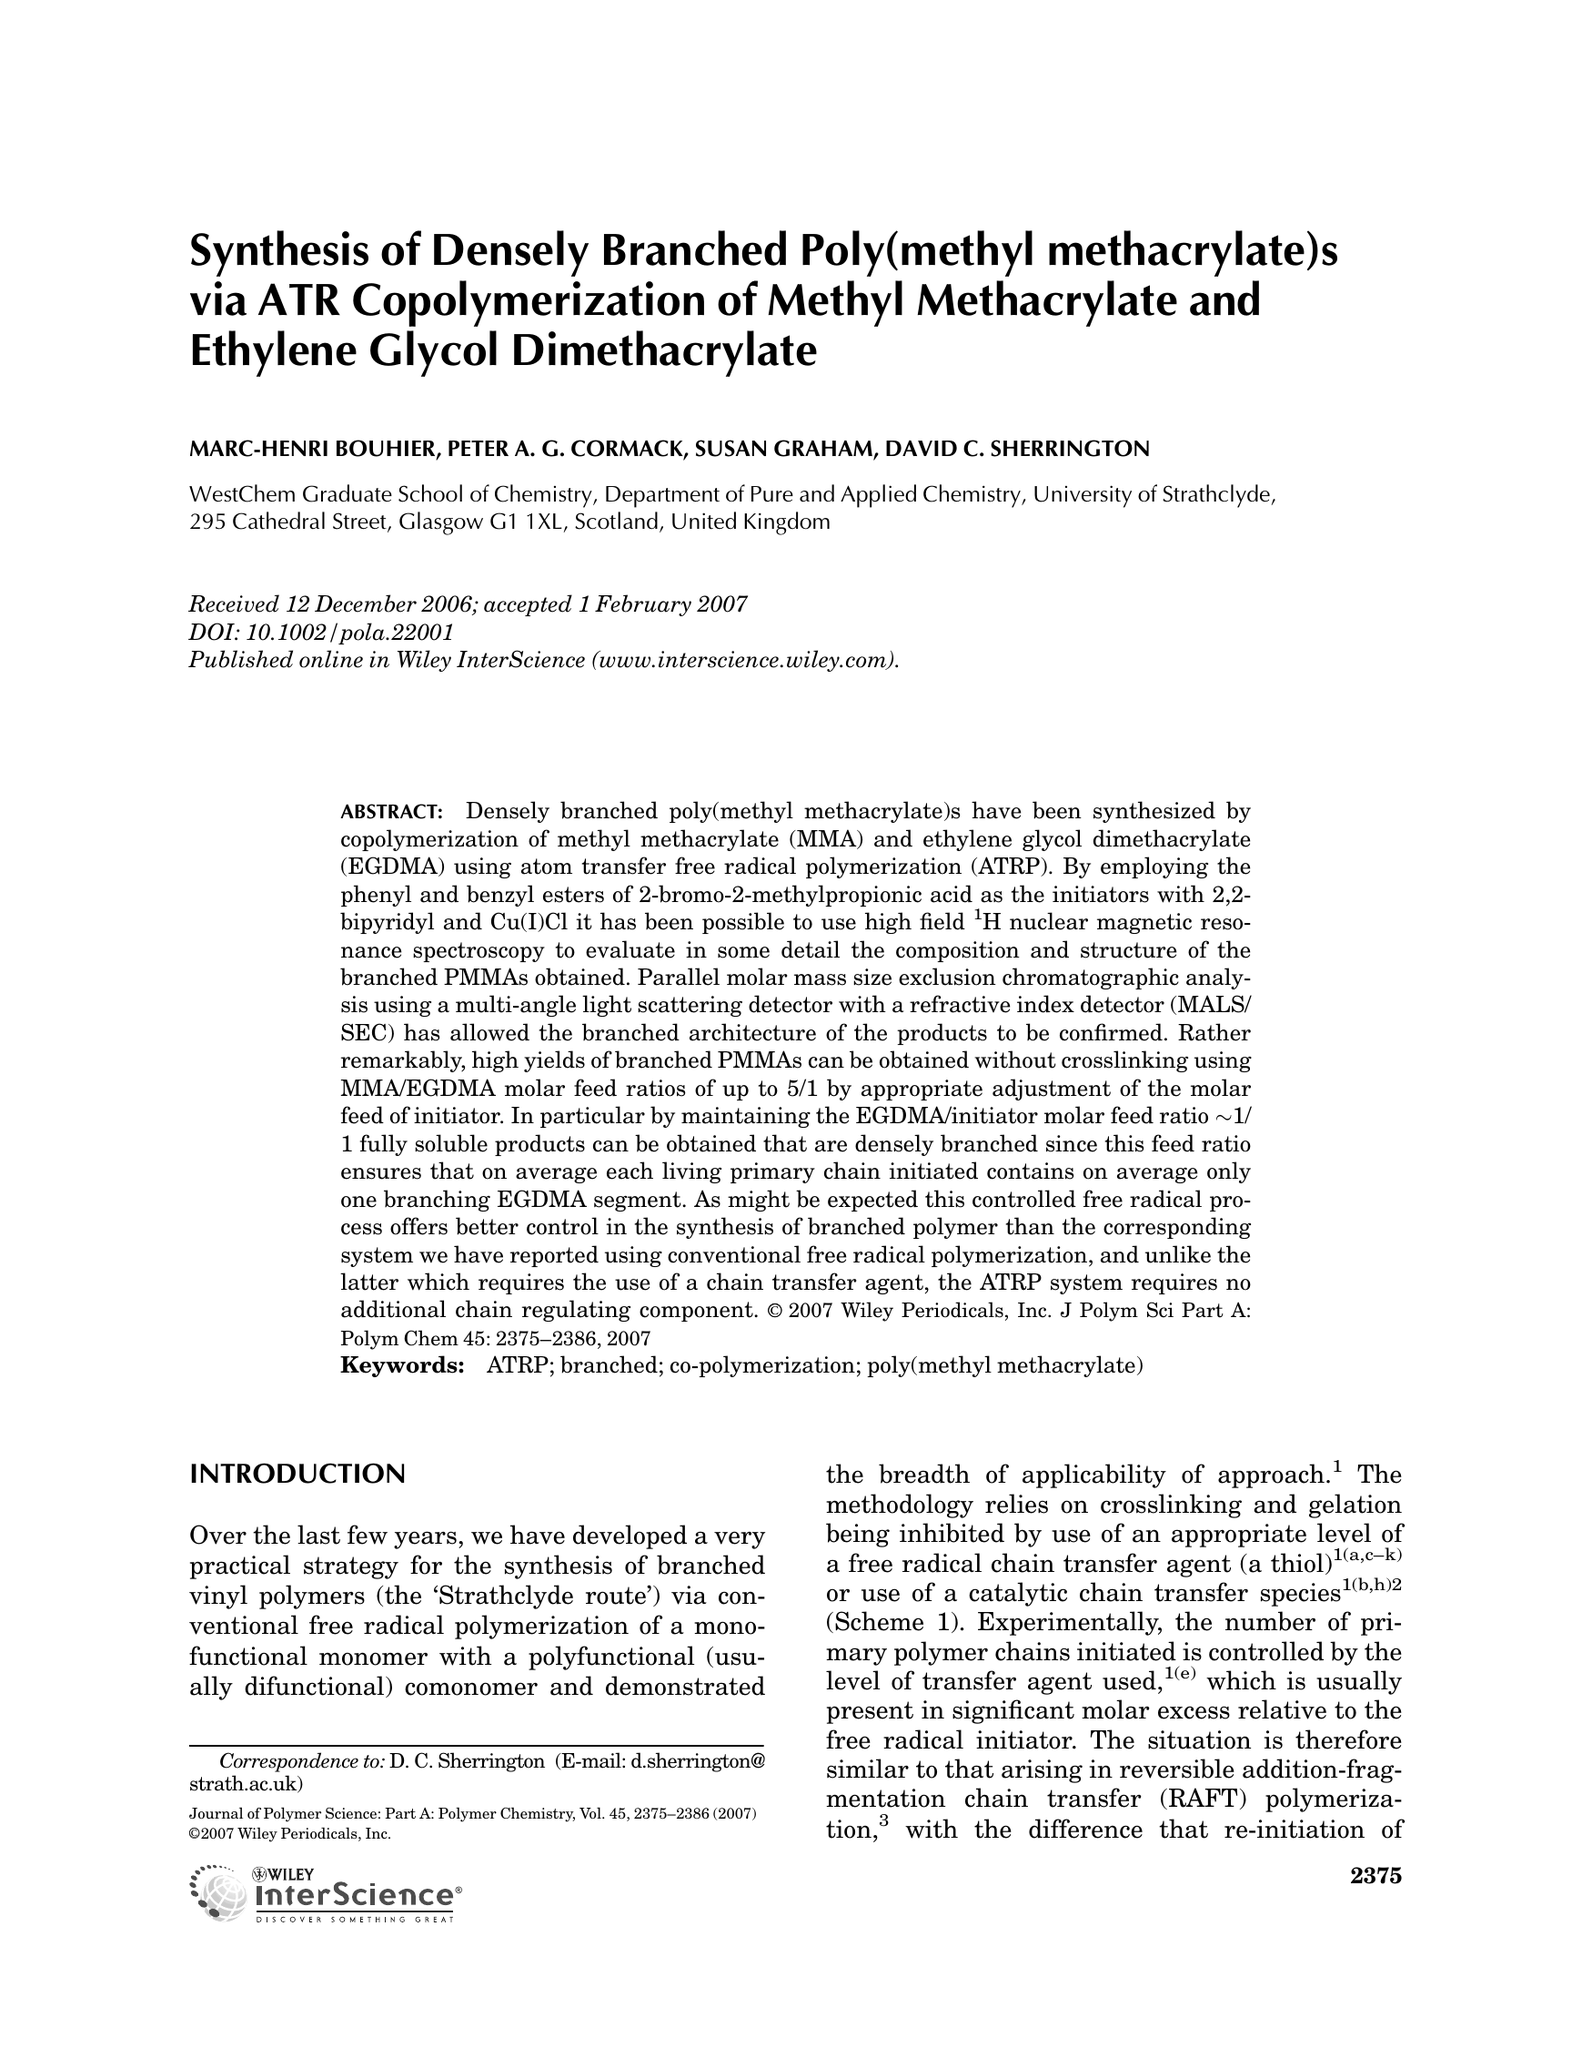 Synthesis of Densely Branched Poly(methyl methacrylate)s
via ATR Copolymerization of Methyl Methacrylate and
Ethylene Glycol Dimethacrylate
MARC-HENRI BOUHIER, PETER A. G. CORMACK, SUSAN GRAHAM, DAVID C. SHERRINGTON
WestChem Graduate School of Chemistry, Department of Pure and Applied Chemistry, University of Strathclyde,
295 Cathedral Street, Glasgow G1 1XL, Scotland, United Kingdom
Received 12 December 2006; accepted 1 February 2007
DOI: 10.1002/pola.22001
Published online in Wiley InterScience (www.interscience.wiley.com).
ABSTRACT: Densely branched poly(methyl methacrylate)s have been synthesized by
copolymerization of methyl methacrylate (MMA) and ethylene glycol dimethacrylate
(EGDMA) using atom transfer free radical polymerization (ATRP). By employing the
phenyl and benzyl esters of 2-bromo-2-methylpropionic acid as the initiators with 2,2-
bipyridyl and Cu(I)Cl it has been possible to use high field ¹H nuclear magnetic reso-
nance spectroscopy to evaluate in some detail the composition and structure of the
branched PMMAs obtained. Parallel molar mass size exclusion chromatographic analy-
sis using a multi-angle light scattering detector with a refractive index detector (MALS/
SEC) has allowed the branched architecture of the products to be confirmed. Rather
remarkably, high yields of branched PMMAs can be obtained without crosslinking using
MMA/EGDMA molar feed ratios of up to 5/1 by appropriate adjustment of the molar
feed of initiator. In particular by maintaining the EGDMA/initiator molar feed ratio ~1/
1 fully soluble products can be obtained that are densely branched since this feed ratio
ensures that on average each living primary chain initiated contains on average only
one branching EGDMA segment. As might be expected this controlled free radical pro-
cess offers better control in the synthesis of branched polymer than the corresponding
system we have reported using conventional free radical polymerization, and unlike the
latter which requires the use of a chain transfer agent, the ATRP system requires no
additional chain regulating component. © 2007 Wiley Periodicals, Inc. J Polym Sci Part A:
Polym Chem 45: 2375–2386, 2007
Keywords: ATRP; branched; co-polymerization; poly(methyl methacrylate)
INTRODUCTION
Over the last few years, we have developed a very
practical strategy for the synthesis of branched
vinyl polymers (the ‘Strathclyde route’) via con-
ventional free radical polymerization of a mono-
functional monomer with a polyfunctional (usu-
ally difunctional) comonomer and demonstrated
Correspondence to: D. C. Sherrington (E-mail: d.sherrington@
strath.ac.uk)
Journal of Polymer Science: Part A: Polymer Chemistry, Vol. 45, 2375–2386 (2007)
©2007 Wiley Periodicals, Inc.
WILEY
InterScience®
DISCOVER SOMETHING GREAT
the breadth of applicability of approach.¹ The
methodology relies on crosslinking and gelation
being inhibited by use of an appropriate level of
a free radical chain transfer agent (a thiol)1(a,c–k)
or use of a catalytic chain transfer species1(b,h)2
(Scheme 1). Experimentally, the number of pri-
mary polymer chains initiated is controlled by the
level of transfer agent used,1(e) which is usually
present in significant molar excess relative to the
free radical initiator. The situation is therefore
similar to that arising in reversible addition-frag-
mentation chain transfer (RAFT) polymeriza-
tion,³ with the difference that re-initiation of
2375